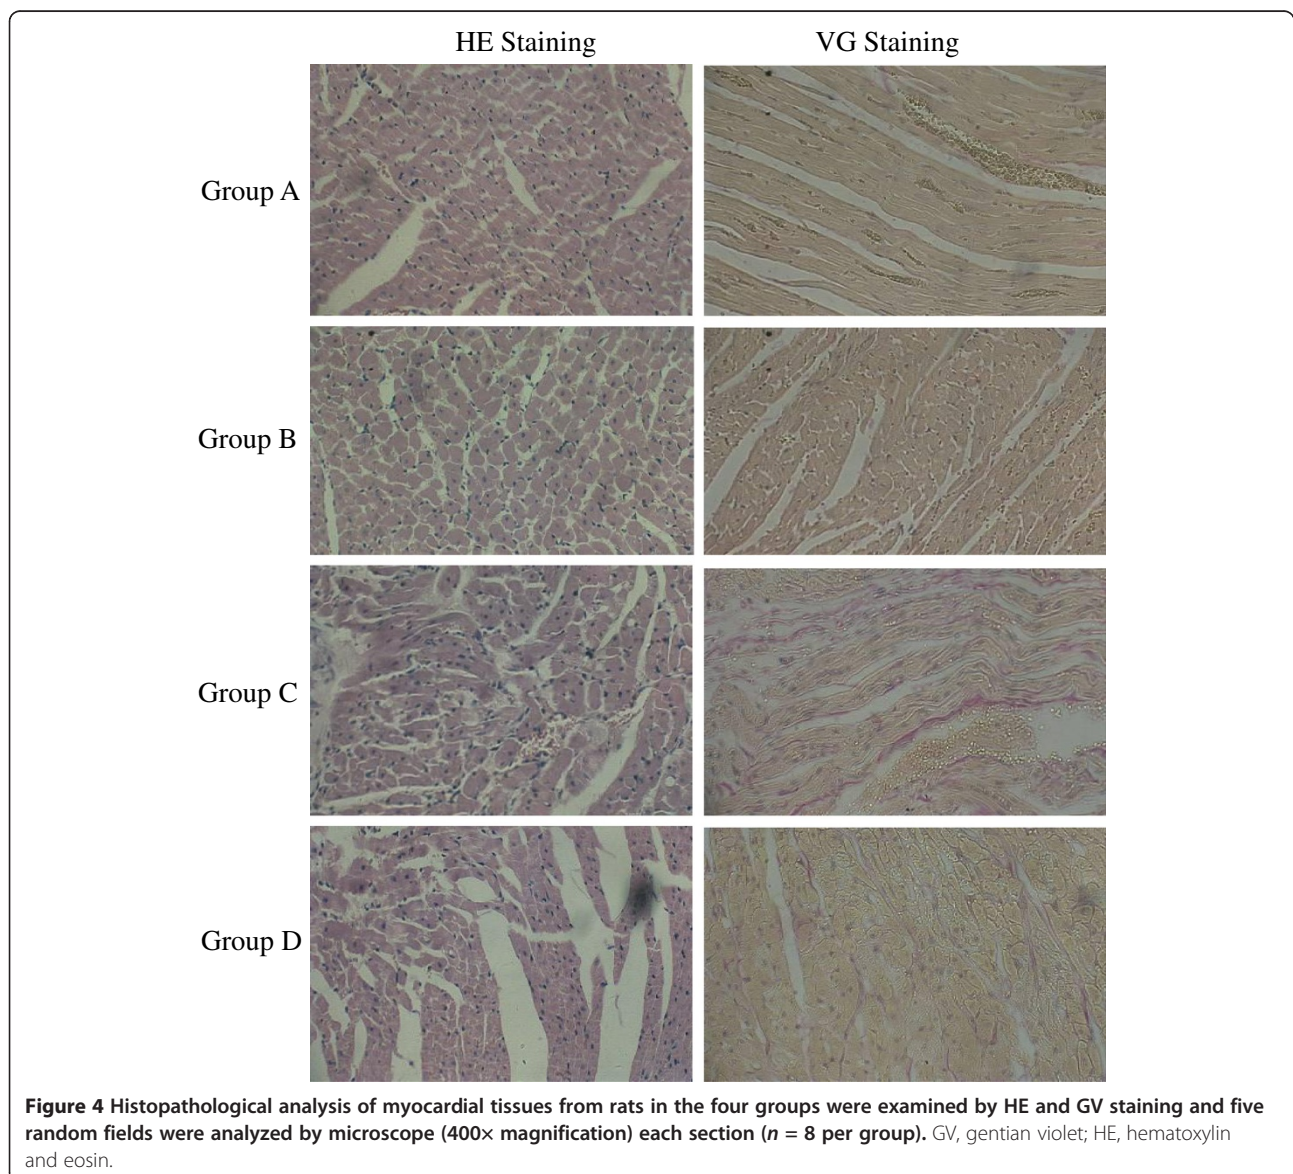 HE Staining
VG Staining
Group A
Group B
Group C
Group D
Figure 4 Histopathological analysis of myocardial tissues from rats in the four groups were examined by HE and GV staining and five
random fields were analyzed by microscope (400× magnification) each section (n = 8 per group). GV, gentian violet; HE, hematoxylin
and eosin.